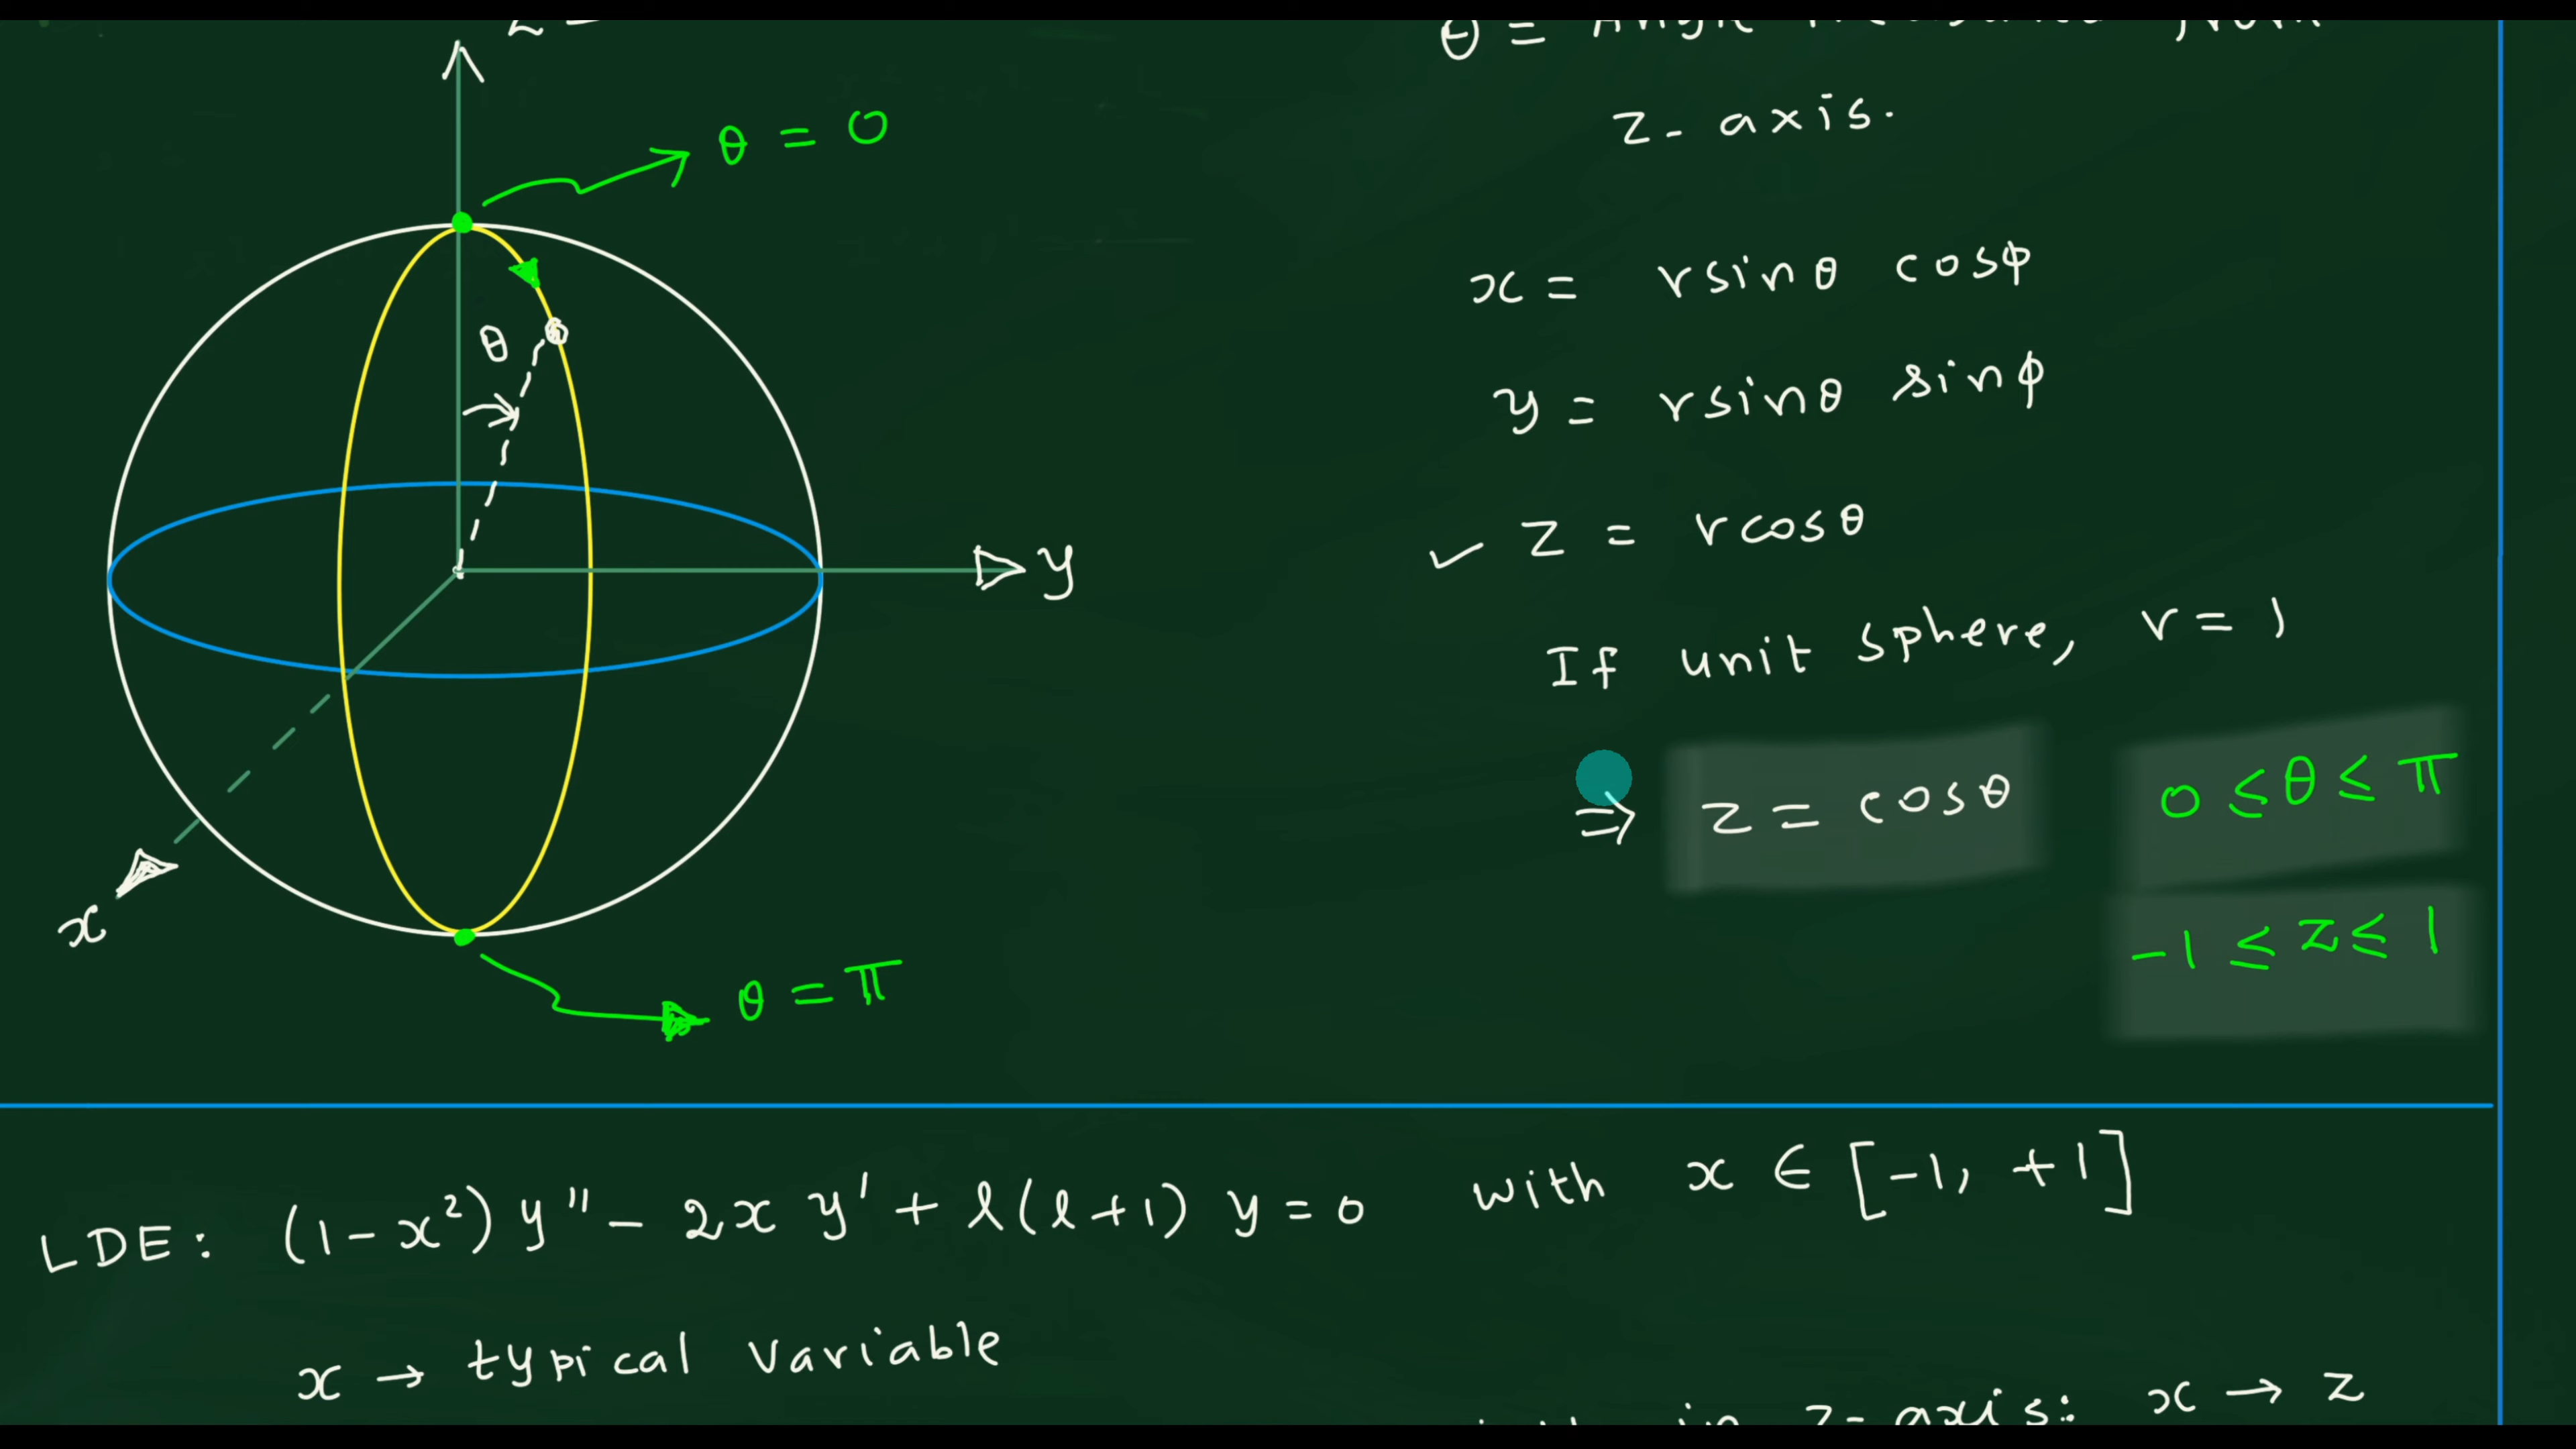 θ = 0
θ
y
x
θ = π
z-axis.
x = r sinθ cosϕ
y = r sinθ sinϕ
✓ z = r cosθ
If unit sphere, r = 1
⇒ z = cosθ 0 ≤ θ ≤ π
-1 ≤ z ≤ 1
LDE: (1-x²) y'' - 2x y' + l(l+1) y = 0 with x ∈ [-1, +1]
x → typical variable
in z-axis: x → z